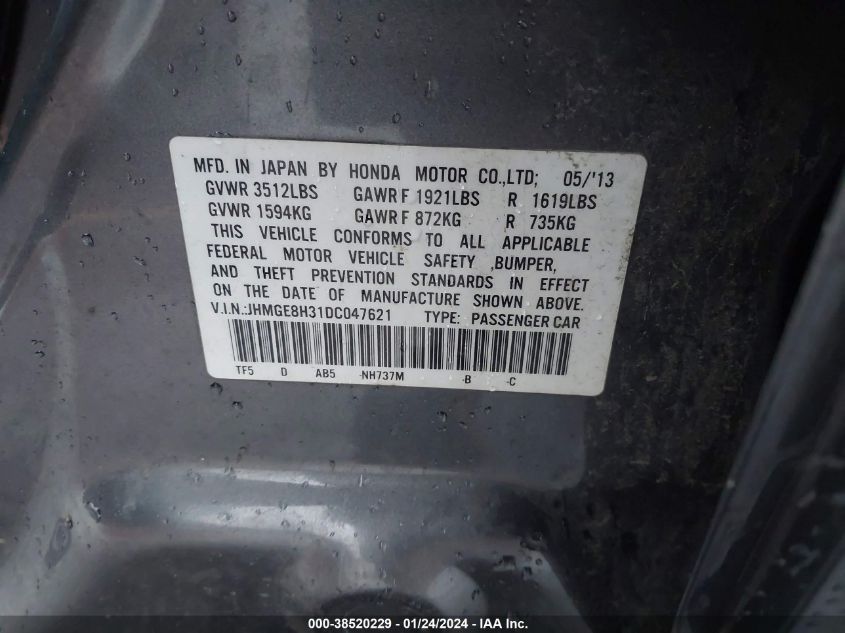 MFD. IN JAPAN BY HONDA MOTOR CO.,LTD; 05/'13
GVWR 3512LBS GAWR F 1921LBS R 1619LBS
GVWR 1594KG GAWR F 872KG R 735KG
THIS VEHICLE CONFORMS TO ALL APPLICABLE
FEDERAL MOTOR VEHICLE SAFETY ,BUMPER,
AND THEFT PREVENTION STANDARDS IN EFFECT
ON THE DATE OF MANUFACTURE SHOWN ABOVE.
V.I.N.:JHMGE8H31DC047621 TYPE: PASSENGER CAR
TF5 D AB5 -NH737M -B -C
000-38520229 - 01/24/2024 - IAAI.com